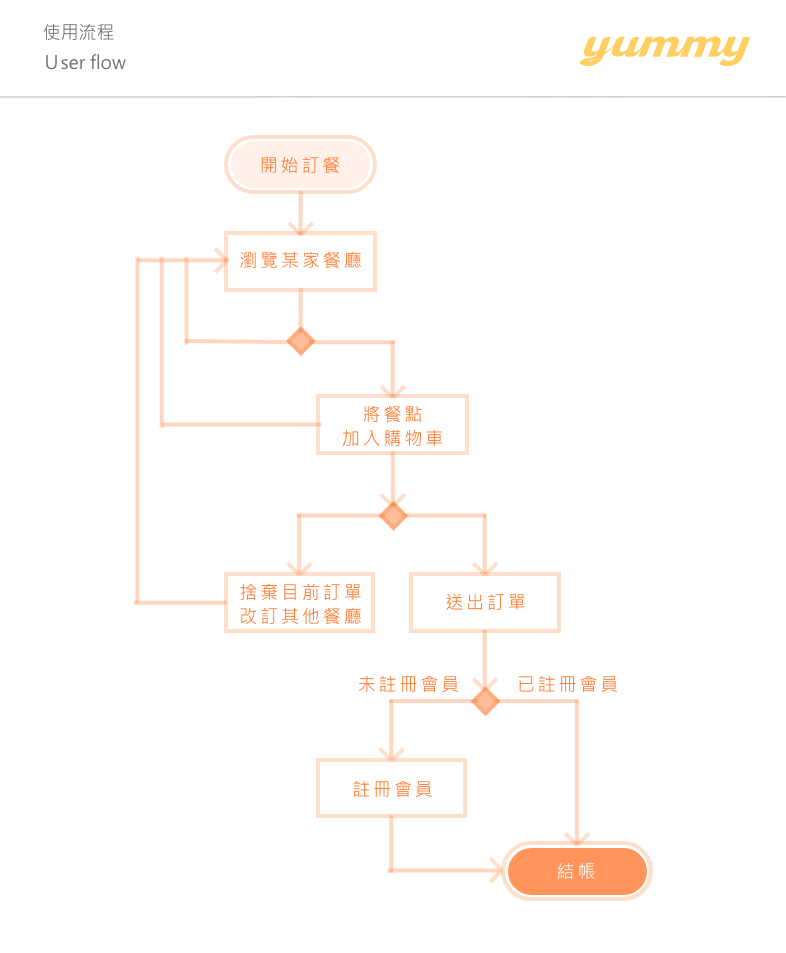 使用流程
User flow
yummy
開始訂餐
瀏覽某家餐廳
將餐點
加入購物車
捨棄目前訂單
改訂其他餐廳
送出訂單
未註冊會員
已註冊會員
註冊會員
結帳